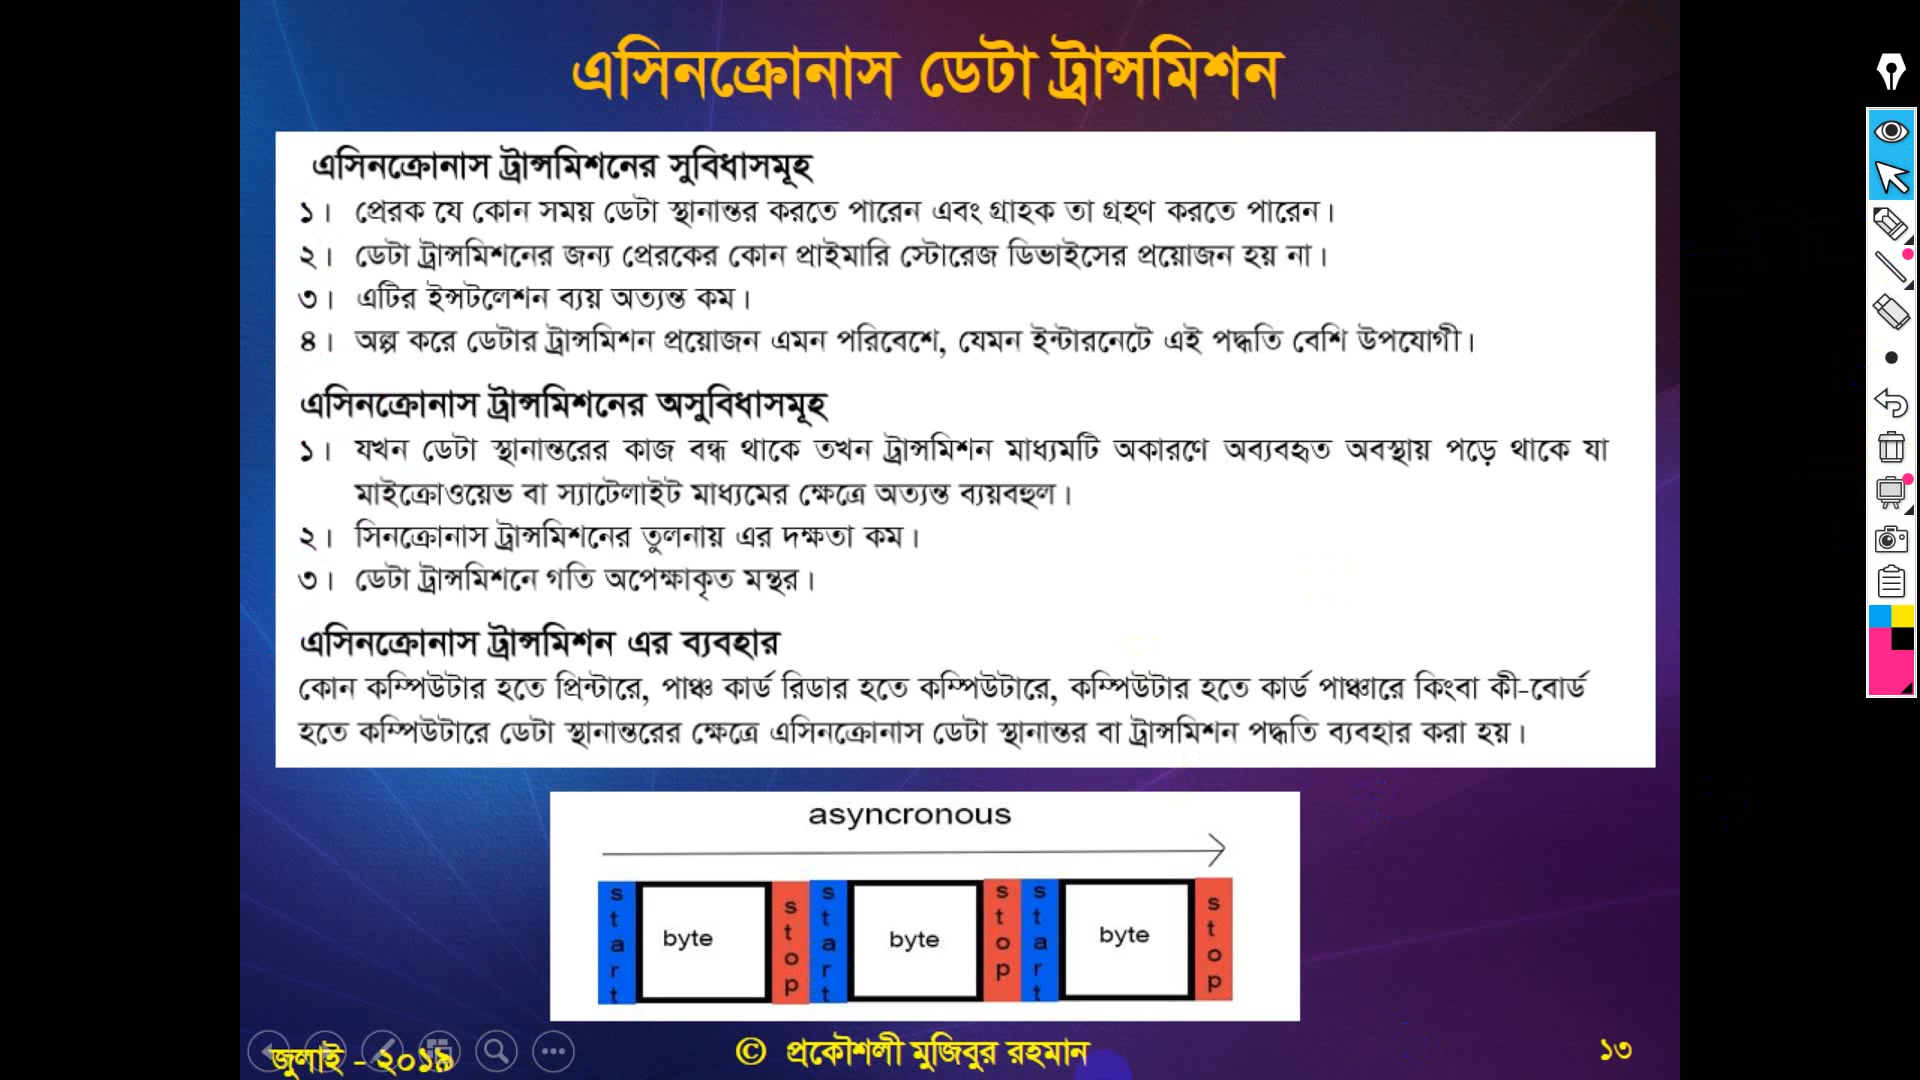 এসিনক্রোনাস ডেটা ট্রান্সমিশন
এসিনক্রোনাস ট্রান্সমিশনের সুবিধাসমূহ
১। প্রেরক যে কোন সময় ডেটা স্থানান্তর করতে পারেন এবং গ্রাহক তা গ্রহণ করতে পারেন।
২। ডেটা ট্রান্সমিশনের জন্য প্রেরকের কোন প্রাইমারি স্টোরেজ ডিভাইসের প্রয়োজন হয় না।
৩। এটির ইন্সটলেশন ব্যয় অত্যন্ত কম।
৪। অল্প করে ডেটার ট্রান্সমিশন প্রয়োজন এমন পরিবেশে, যেমন ইন্টারনেটে এই পদ্ধতি বেশি উপযোগী।
এসিনক্রোনাস ট্রান্সমিশনের অসুবিধাসমূহ
১। যখন ডেটা স্থানান্তরের কাজ বন্ধ থাকে তখন ট্রান্সমিশন মাধ্যমটি অকারণে অব্যবহৃত অবস্থায় পড়ে থাকে যা
মাইক্রোওয়েভ বা স্যাটেলাইট মাধ্যমের ক্ষেত্রে অত্যন্ত ব্যয়বহুল।
২। সিনক্রোনাস ট্রান্সমিশনের তুলনায় এর দক্ষতা কম।
৩। ডেটা ট্রান্সমিশনে গতি অপেক্ষাকৃত মন্থর।
এসিনক্রোনাস ট্রান্সমিশন এর ব্যবহার
কোন কম্পিউটার হতে প্রিন্টারে, পাঞ্চ কার্ড রিডার হতে কম্পিউটারে, কম্পিউটার হতে কার্ড পাঞ্চারে কিংবা কী-বোর্ড
হতে কম্পিউটারে ডেটা স্থানান্তরের ক্ষেত্রে এসিনক্রোনাস ডেটা স্থানান্তর বা ট্রান্সমিশন পদ্ধতি ব্যবহার করা হয়।
asyncronous
start byte stop start byte stop start byte stop
জুলাই - ২০১৯ © প্রকৌশলী মুজিবুর রহমান ১৩